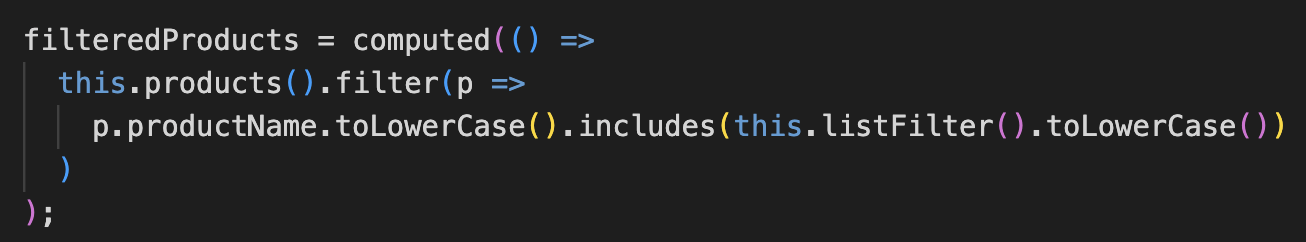 filteredProducts = computed(() =>
  this.products().filter(p =>
    p.productName.toLowerCase().includes(this.listFilter().toLowerCase())
  )
);